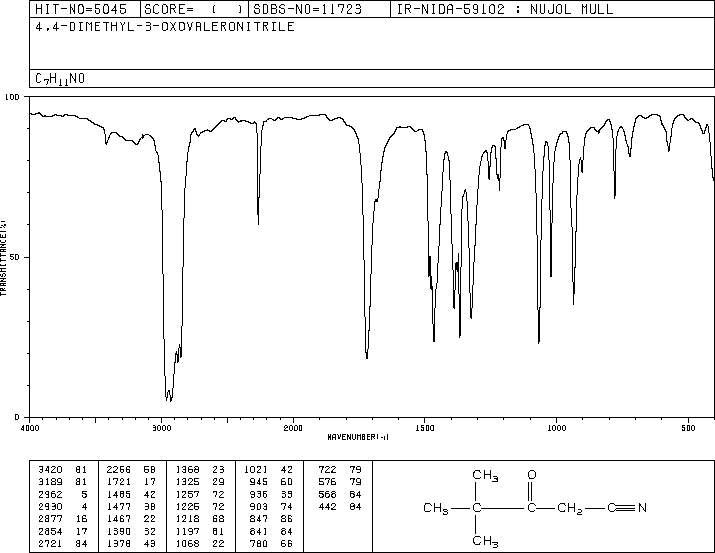 HIT-NO=5045 SCORE= ( ) SDBS-NO=11723 IR-NIDA-59102 : NUJOL MULL
4,4-DIMETHYL-3-OXOVALERONITRILE
C7H11NO
100
TRANSMITTANCE(%)
50
0
4000 3000 2000 1500 1000 500
WAVENUMBER(-1)
3420 81 2266 58 1368 23 1021 42 722 79
3189 81 1721 17 1325 29 945 60 576 79
2962 5 1485 42 1257 72 936 33 568 84
2930 4 1477 38 1225 72 903 74 442 84
2877 16 1467 22 1218 68 847 86
2854 17 1390 32 1197 81 841 84
2721 84 1378 43 1068 22 780 66
CH3 O
CH3 C C CH2 C N
CH3